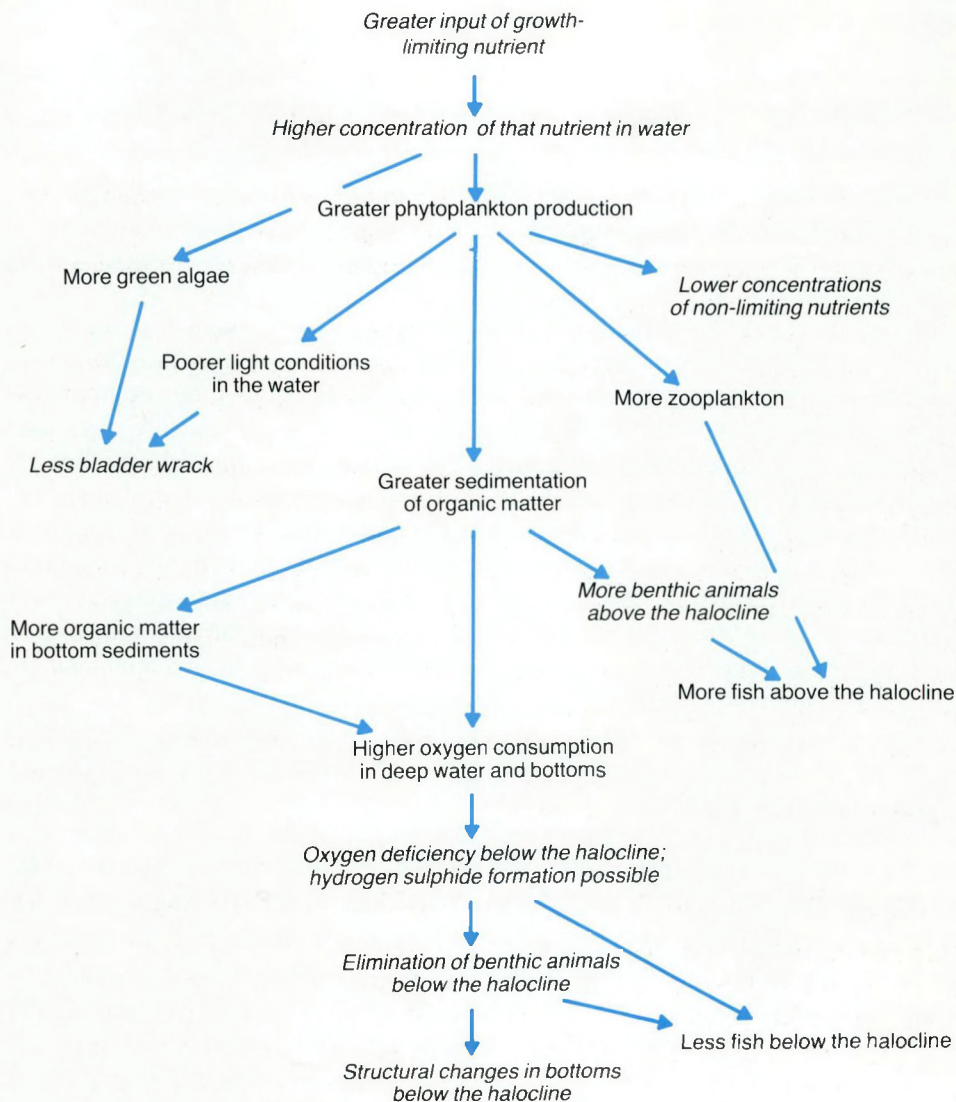 Greater input of growth-
limiting nutrient
Higher concentration of that nutrient in water
Greater phytoplankton production
More green algae
Lower concentrations
of non-limiting nutrients
Poorer light conditions
in the water
More zooplankton
Less bladder wrack
Greater sedimentation
of organic matter
More benthic animals
above the halocline
More organic matter
in bottom sediments
More fish above the halocline
Higher oxygen consumption
in deep water and bottoms
Oxygen deficiency below the halocline;
hydrogen sulphide formation possible
Elimination of benthic animals
below the halocline
Less fish below the halocline
Structural changes in bottoms
below the halocline